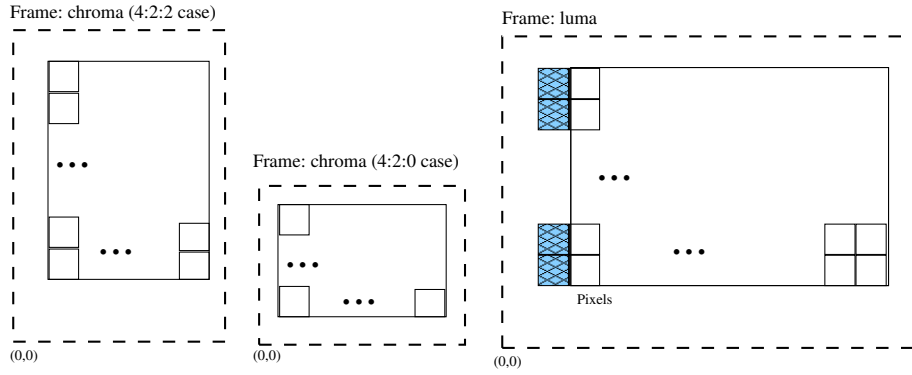 Frame: chroma (4:2:2 case)
Frame: luma
Frame: chroma (4:2:0 case)
Pixels
(0,0)
(0,0)
(0,0)